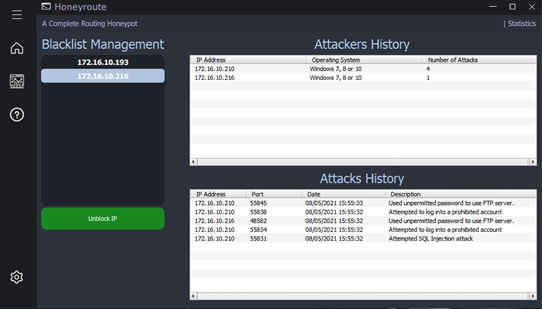 Honeyroute
A Complete Routing Honeypot
| Statistics
Blacklist Management
172.16.10.193
172.16.10.216
Unblock IP
Attackers History
IP Address Operating System Number of Attacks
172.16.10.210 Windows 7, 8 or 10 4
172.16.10.216 Windows 7, 8 or 10 1
Attacks History
IP Address Port Date Description
172.16.10.210 55845 08/05/2021 15:55:33 Used unpermitted password to use FTP server.
172.16.10.210 55838 08/05/2021 15:55:32 Attempted to log into a prohibited account
172.16.10.216 48582 08/05/2021 15:55:32 Used unpermitted password to use FTP server.
172.16.10.210 55834 08/05/2021 15:55:32 Attempted to log into a prohibited account
172.16.10.210 55831 08/05/2021 15:55:32 Attempted SQL Injection attack